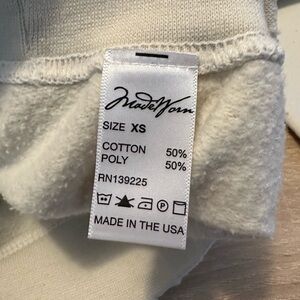 MadeWorn
SIZE XS
COTTON 50%
POLY 50%
RN139225
MADE IN THE USA